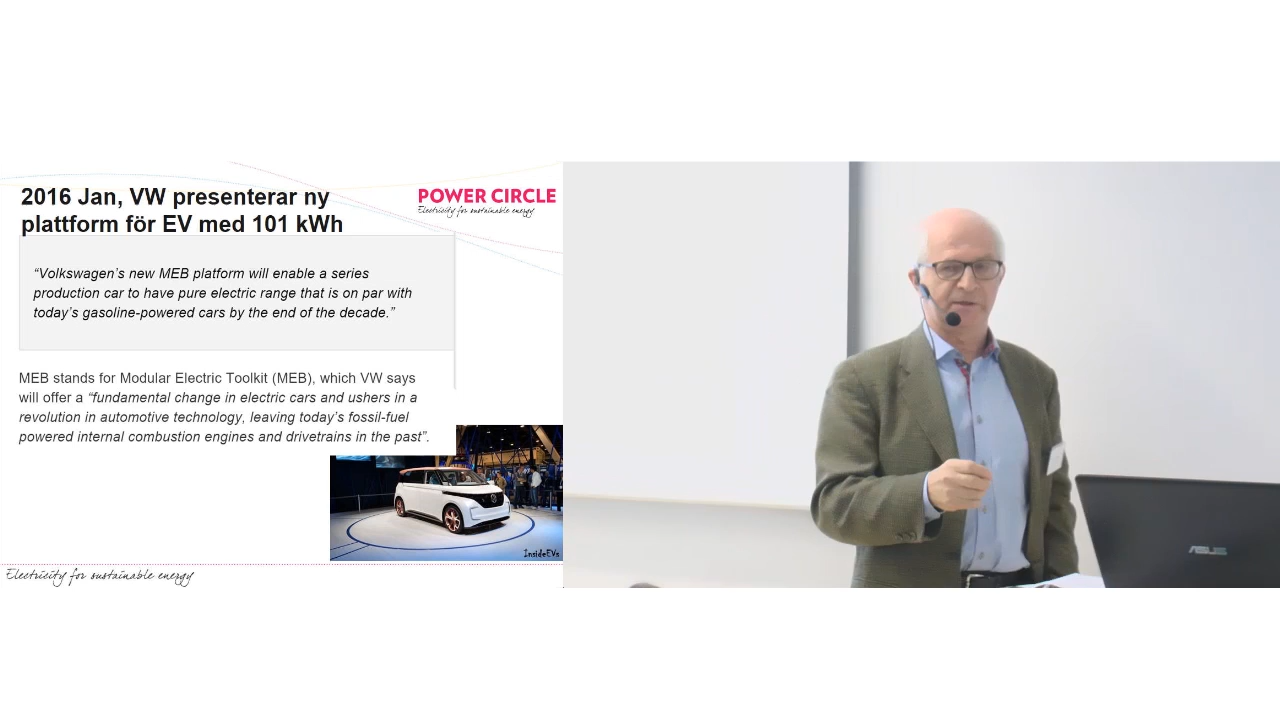 2016 Jan, VW presenterar ny
plattform för EV med 101 kWh
POWER CIRCLE
Electricity for sustainable energy
“Volkswagen’s new MEB platform will enable a series
production car to have pure electric range that is on par with
today’s gasoline-powered cars by the end of the decade.”
MEB stands for Modular Electric Toolkit (MEB), which VW says
will offer a “fundamental change in electric cars and ushers in a
revolution in automotive technology, leaving today’s fossil-fuel
powered internal combustion engines and drivetrains in the past”.
InsideEVs
Electricity for sustainable energy
ASUS